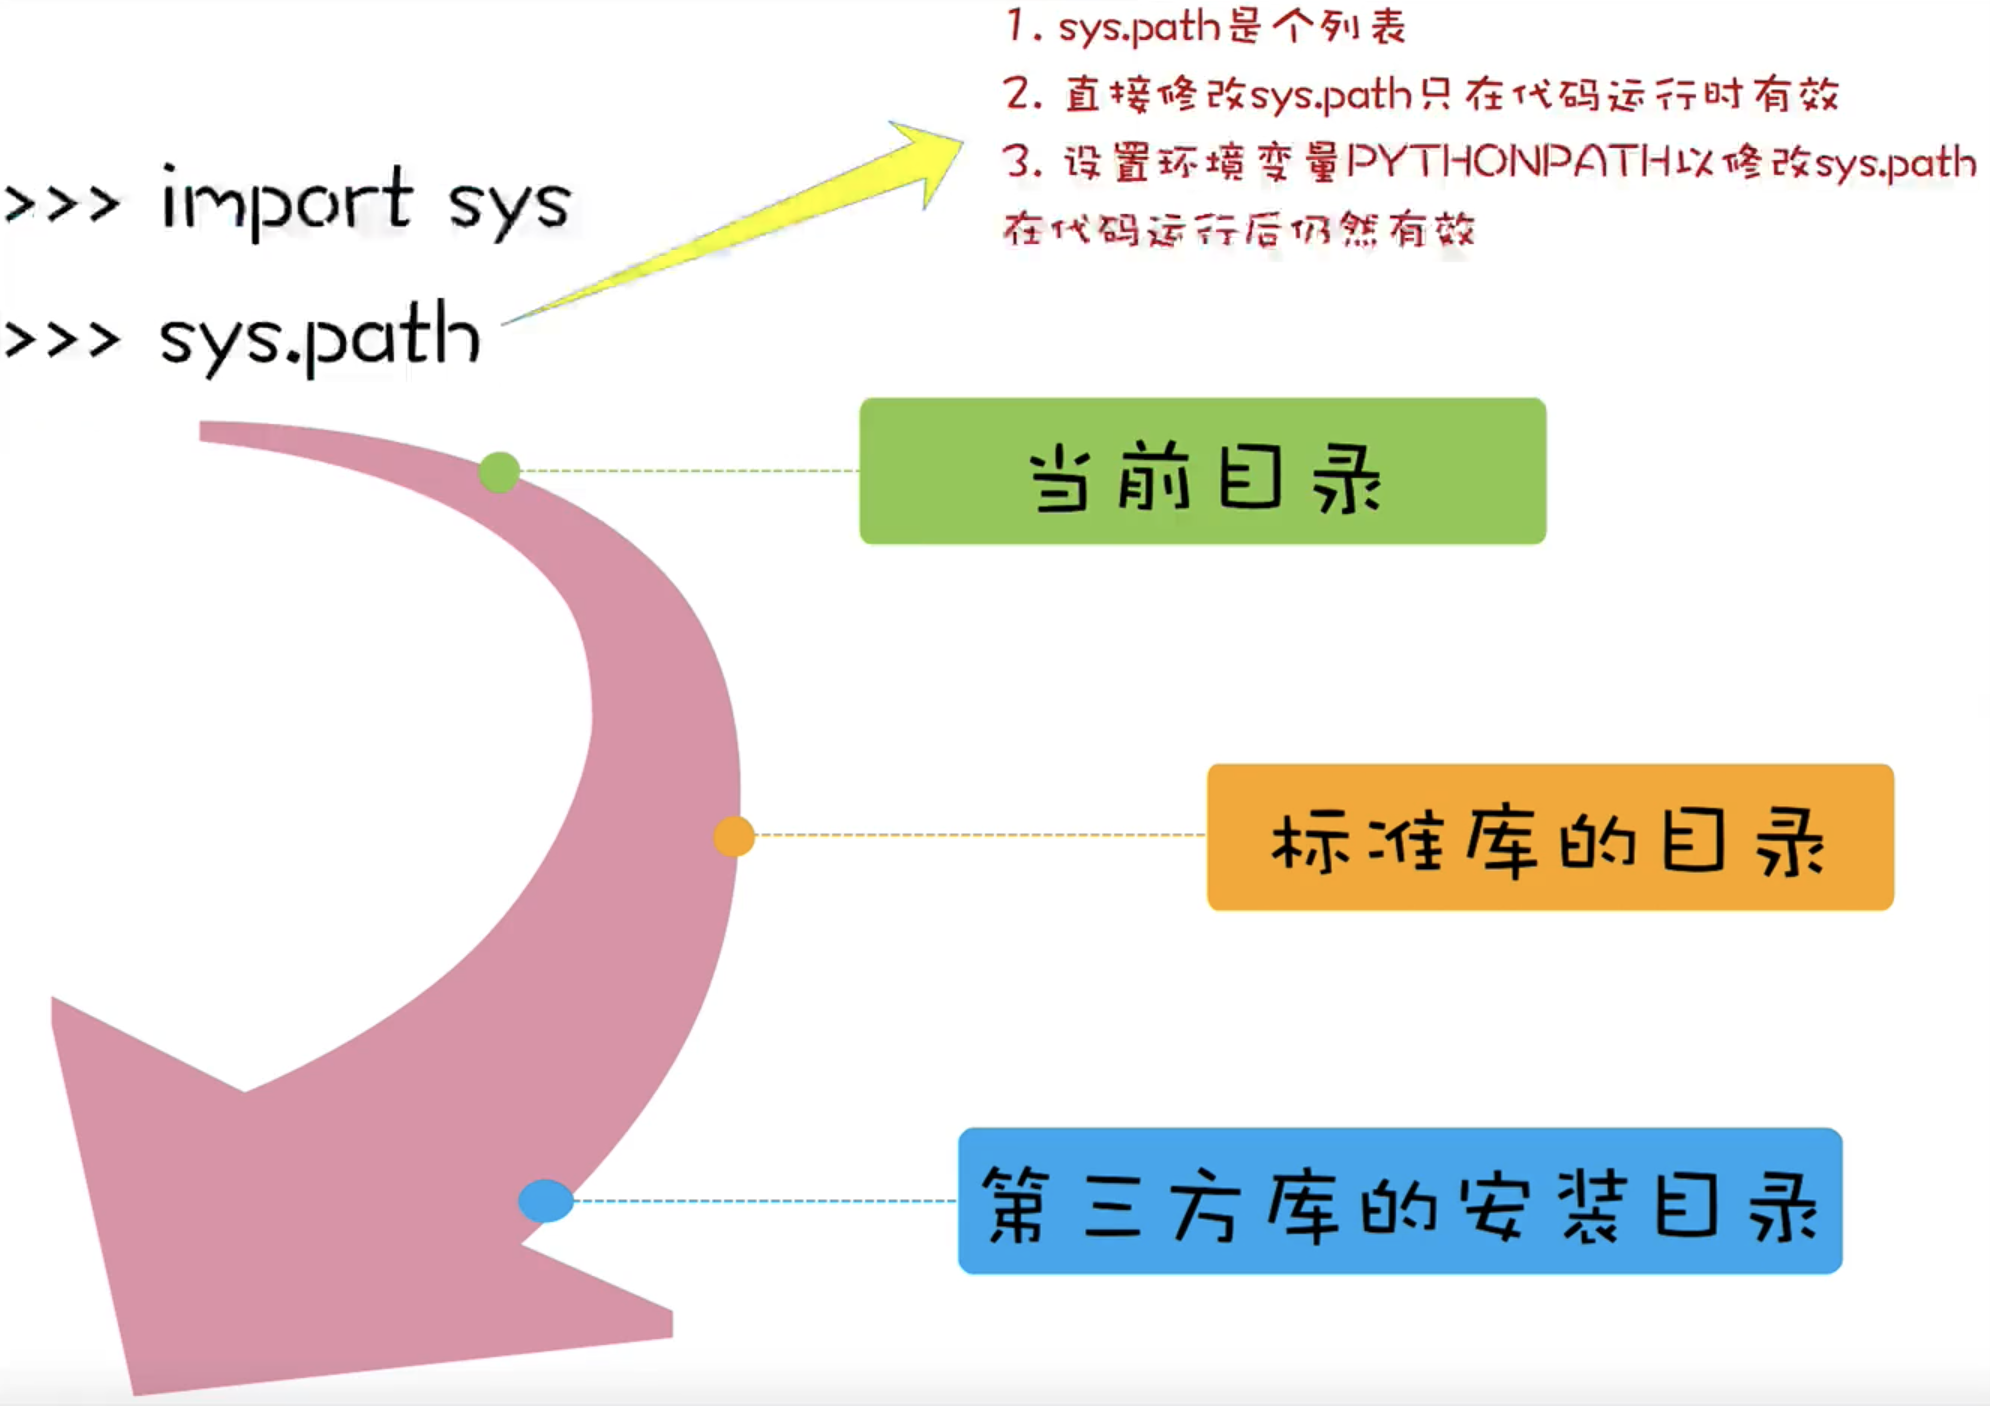 1. sys.path是个列表
2. 直接修改sys.path只在代码运行时有效
3. 设置环境变量PYTHONPATH以修改sys.path
在代码运行后仍然有效
>>> import sys
>>> sys.path
当前目录
标准库的目录
第三方库的安装目录